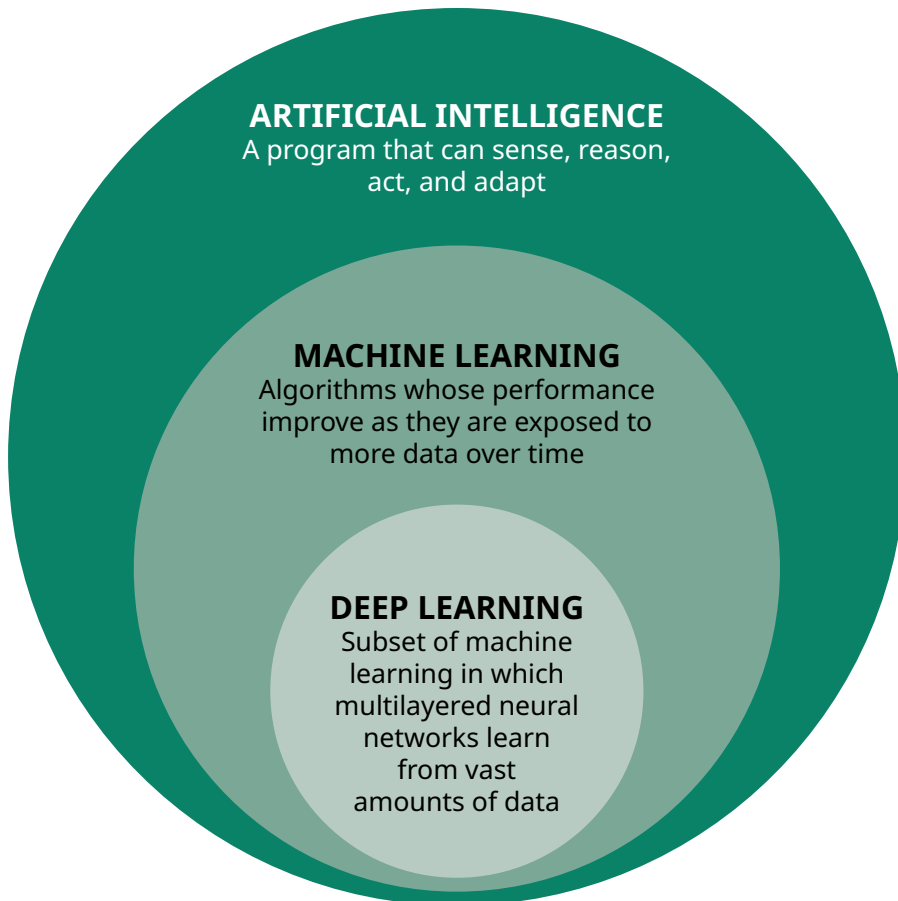 ARTIFICIAL INTELLIGENCE
A program that can sense, reason,
act, and adapt
MACHINE LEARNING
Algorithms whose performance
improve as they are exposed to
more data over time
DEEP LEARNING
Subset of machine
learning in which
multilayered neural
networks learn
from vast
amounts of data